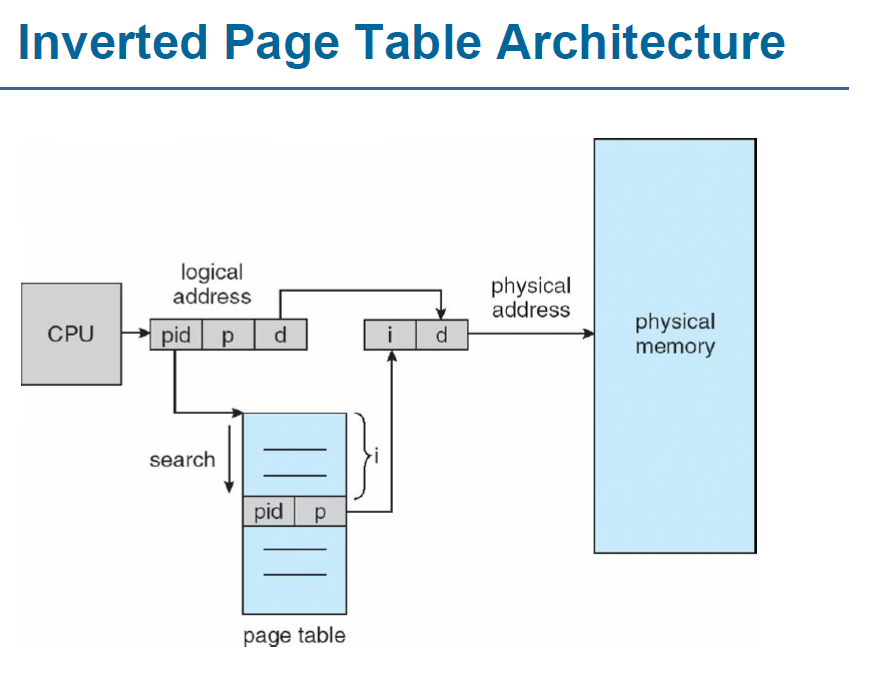 Inverted Page Table Architecture
logical
address
CPU
pid p d
i d
physical
address
physical
memory
search
i
pid p
page table